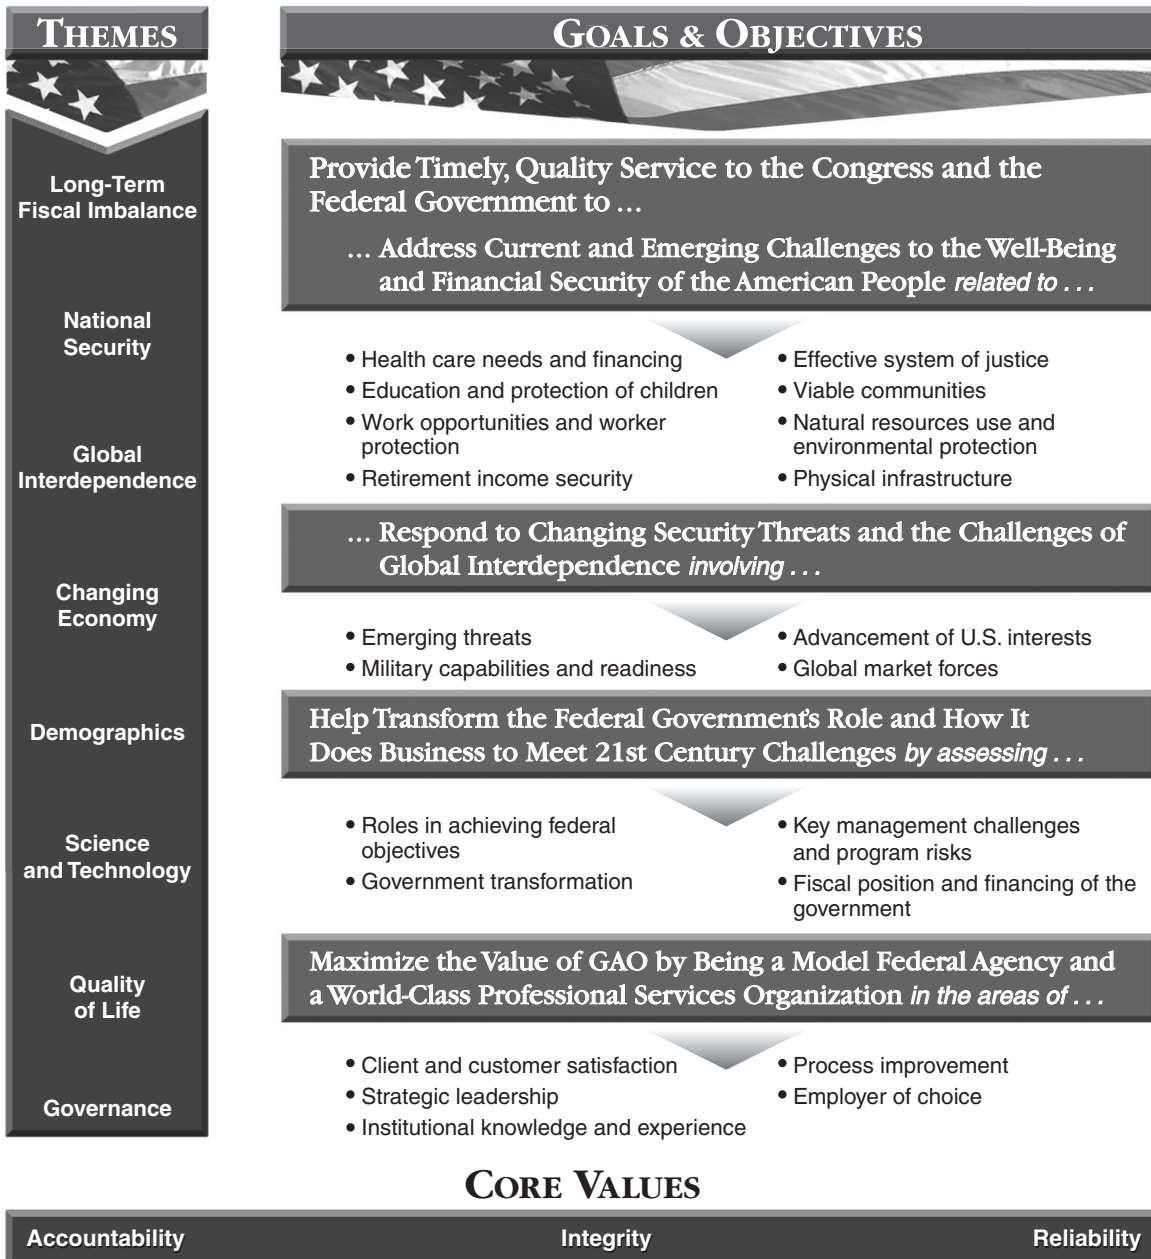 THEMES
Long-Term
Fiscal Imbalance
National
Security
Global
Interdependence
Changing
Economy
Demographics
Science
and Technology
Quality
of Life
Governance
GOALS & OBJECTIVES
Provide Timely, Quality Service to the Congress and the
Federal Government to ...
... Address Current and Emerging Challenges to the Well-Being
and Financial Security of the American People related to . . .
• Health care needs and financing
• Education and protection of children
• Work opportunities and worker
protection
• Retirement income security
• Effective system of justice
• Viable communities
• Natural resources use and
environmental protection
• Physical infrastructure
... Respond to Changing Security Threats and the Challenges of
Global Interdependence involving . . .
• Emerging threats
• Military capabilities and readiness
• Advancement of U.S. interests
• Global market forces
Help Transform the Federal Government's Role and How It
Does Business to Meet 21st Century Challenges by assessing . . .
• Roles in achieving federal
objectives
• Government transformation
• Key management challenges
and program risks
• Fiscal position and financing of the
government
Maximize the Value of GAO by Being a Model Federal Agency and
a World-Class Professional Services Organization in the areas of . . .
• Client and customer satisfaction
• Strategic leadership
• Institutional knowledge and experience
• Process improvement
• Employer of choice
CORE VALUES
Accountability Integrity Reliability